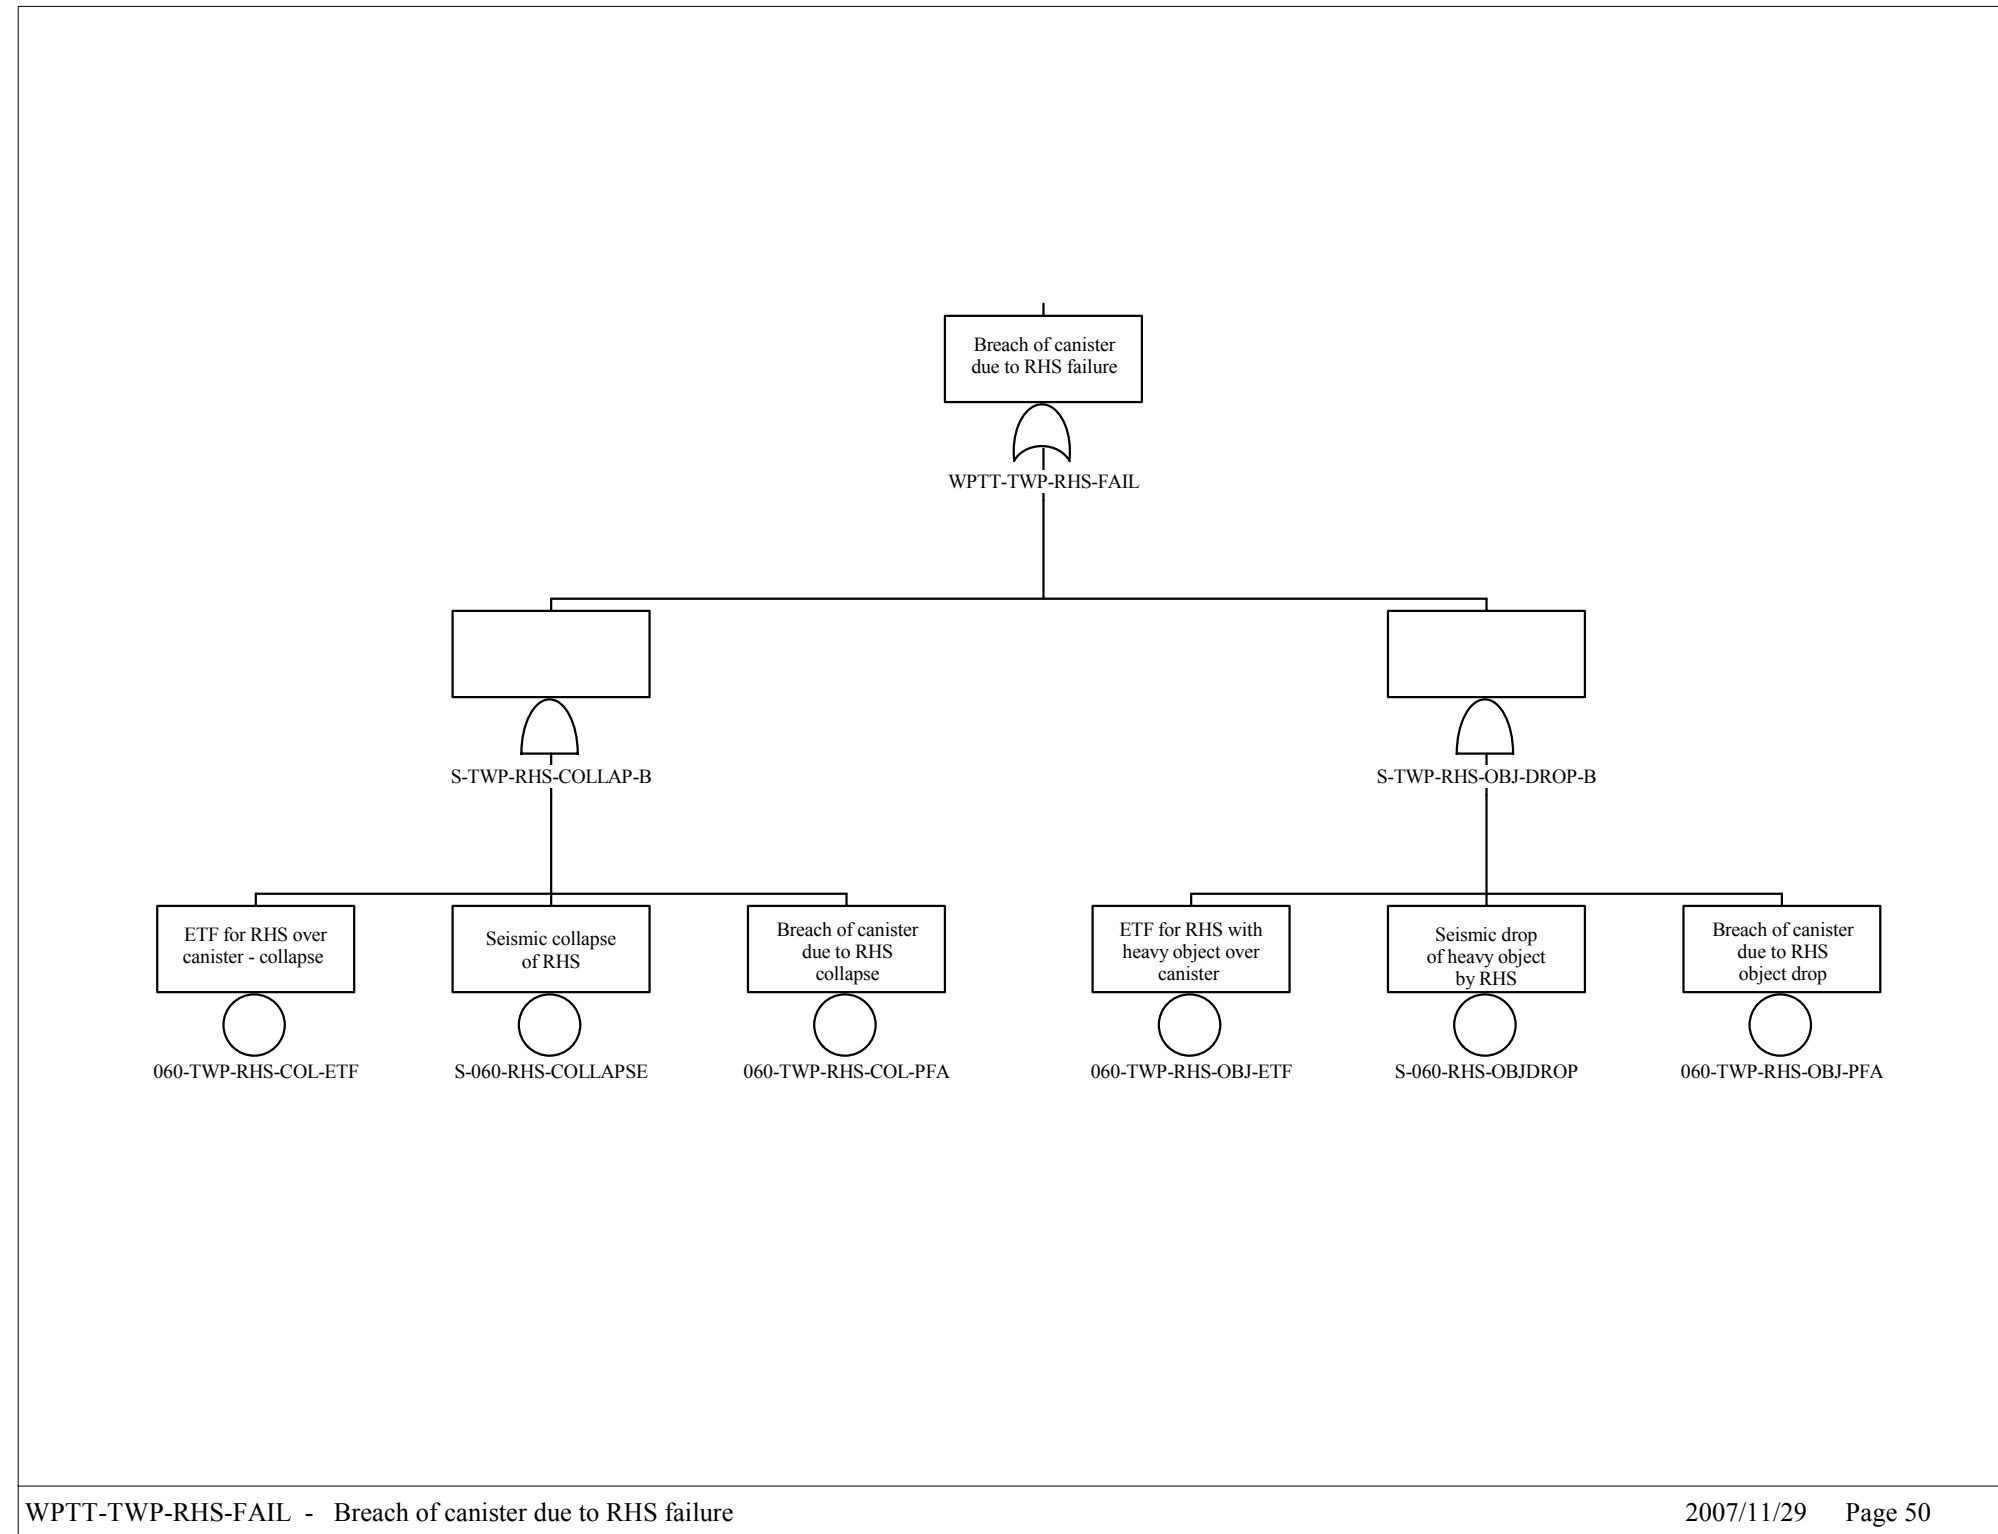 Breach of canister
due to RHS failure
WPTT-TWP-RHS-FAIL
S-TWP-RHS-COLLAP-B
S-TWP-RHS-OBJ-DROP-B
ETF for RHS over
canister - collapse
Seismic collapse
of RHS
Breach of canister
due to RHS
collapse
ETF for RHS with
heavy object over
canister
Seismic drop
of heavy object
by RHS
Breach of canister
due to RHS
object drop
060-TWP-RHS-COL-ETF
S-060-RHS-COLLAPSE
060-TWP-RHS-COL-PFA
060-TWP-RHS-OBJ-ETF
S-060-RHS-OBJDROP
060-TWP-RHS-OBJ-PFA
WPTT-TWP-RHS-FAIL - Breach of canister due to RHS failure
2007/11/29 Page 50